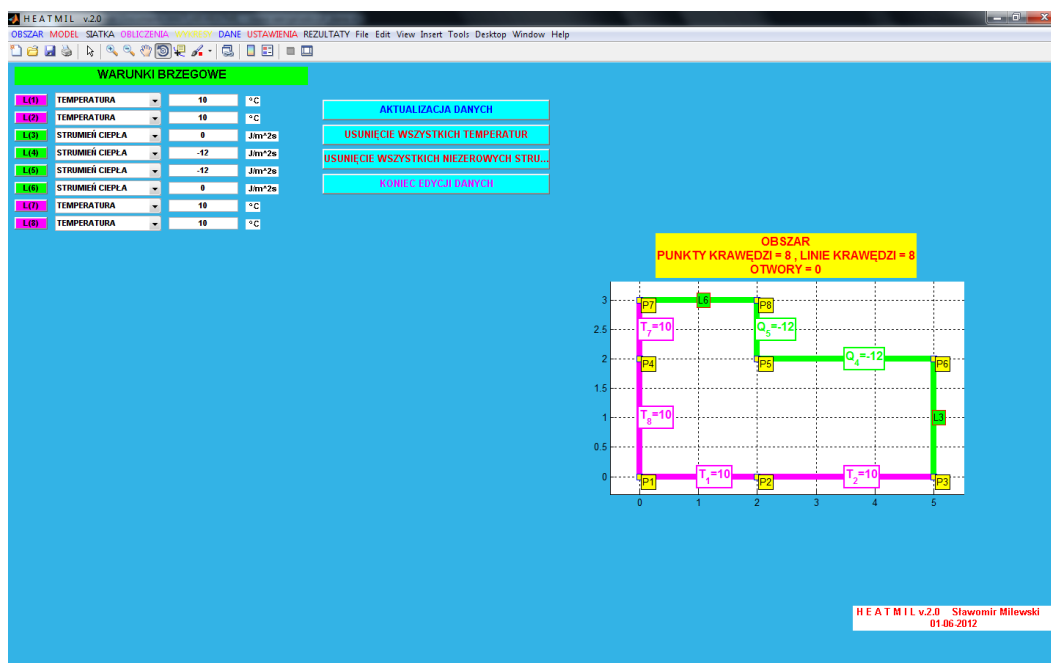 HEATMIL v.2.0
OBSZAR MODEL SIATKA OBLICZENIA WYNIKI DANE USTAWIENIA REZULTATY File Edit View Insert Tools Desktop Window Help
WARUNKI BRZEGOWE
L(1) TEMPERATURA 10 °C
L(2) TEMPERATURA 10 °C
L(3) STRUMIEŃ CIEPŁA 0 J/m^2s
L(4) STRUMIEŃ CIEPŁA -12 J/m^2s
L(5) STRUMIEŃ CIEPŁA -12 J/m^2s
L(6) STRUMIEŃ CIEPŁA 0 J/m^2s
L(7) TEMPERATURA 10 °C
L(8) TEMPERATURA 10 °C
AKTUALIZACJA DANYCH
USUNIĘCIE WSZYSTKICH TEMPERATUR
USUNIĘCIE WSZYSTKICH NIEZEROWYCH STRU...
KONIEC EDYCJI DANYCH
OBSZAR
PUNKTY KRAWĘDZI = 8 , LINIE KRAWĘDZI = 8
OTWORY = 0
3
P7 L6 P8
2.5
T7=10 Q5=-12
2
P4 P5 Q4=-12 P6
1.5
1
T8=10 L3
0.5
0
P1 T1=10 P2 T2=10 P3
0 1 2 3 4 5
H E A T M I L v.2.0 Sławomir Milewski
01-06-2012